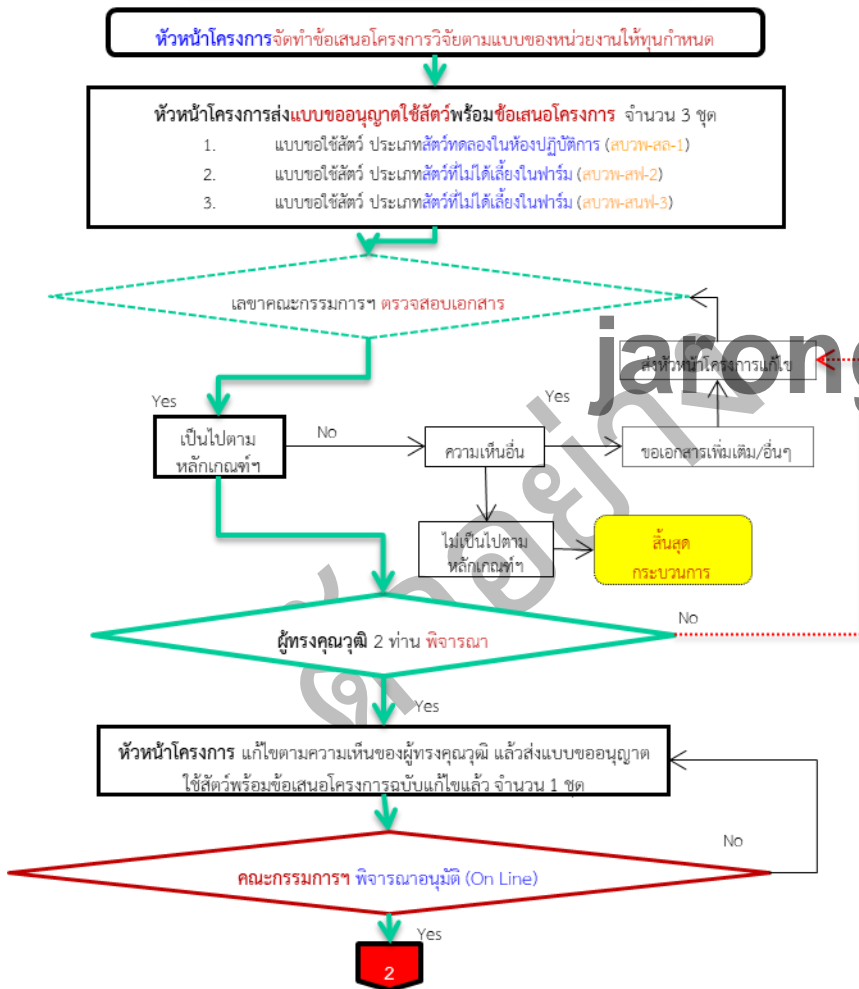 หัวหน้าโครงการจัดทำข้อเสนอโครงการวิจัยตามแบบของหน่วยงานให้ทุนกำหนด
หัวหน้าโครงการส่งแบบขออนุญาตใช้สัตว์พร้อมข้อเสนอโครงการ จำนวน 3 ชุด
1. แบบขอใช้สัตว์ ประเภทสัตว์ทดลองในห้องปฏิบัติการ (สบวพ-สล-1)
2. แบบขอใช้สัตว์ ประเภทสัตว์ที่ไม่ได้เลี้ยงในฟาร์ม (สบวพ-สฟ-2)
3. แบบขอใช้สัตว์ ประเภทสัตว์ที่ไม่ได้เลี้ยงในฟาร์ม (สบวพ-สนฟ-3)
เลขาคณะกรรมการฯ ตรวจสอบเอกสาร
jarong
ส่งหัวหน้าโครงการแก้ไข
Yes
Yes
เป็นไปตาม
หลักเกณฑ์ฯ
No
ความเห็นอื่น
ขอเอกสารเพิ่มเติม/อื่นๆ
ไม่เป็นไปตาม
หลักเกณฑ์ฯ
สิ้นสุด
กระบวนการ
ตัวอย่าง
ผู้ทรงคุณวุฒิ 2 ท่าน พิจารณา
No
Yes
หัวหน้าโครงการ แก้ไขตามความเห็นของผู้ทรงคุณวุฒิ แล้วส่งแบบขออนุญาต
ใช้สัตว์พร้อมข้อเสนอโครงการฉบับแก้ไขแล้ว จำนวน 1 ชุด
No
คณะกรรมการฯ พิจารณาอนุมัติ (On Line)
Yes
2